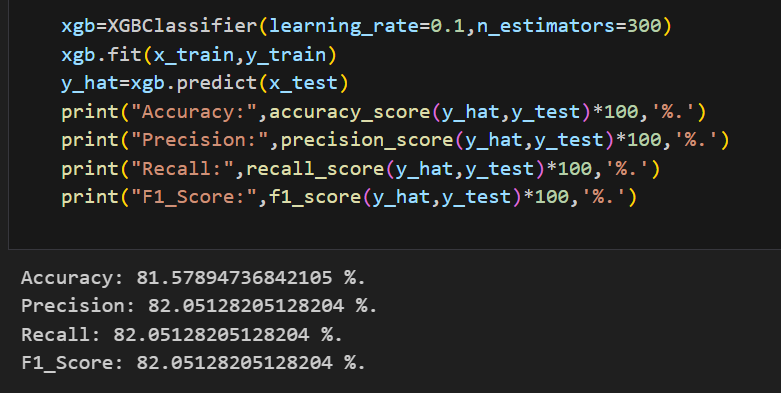 xgb=XGBClassifier(learning_rate=0.1,n_estimators=300)
xgb.fit(x_train,y_train)
y_hat=xgb.predict(x_test)
print("Accuracy:",accuracy_score(y_hat,y_test)*100,'%.')
print("Precision:",precision_score(y_hat,y_test)*100,'%.')
print("Recall:",recall_score(y_hat,y_test)*100,'%.')
print("F1_Score:",f1_score(y_hat,y_test)*100,'%.')
Accuracy: 81.57894736842105 %.
Precision: 82.05128205128204 %.
Recall: 82.05128205128204 %.
F1_Score: 82.05128205128204 %.